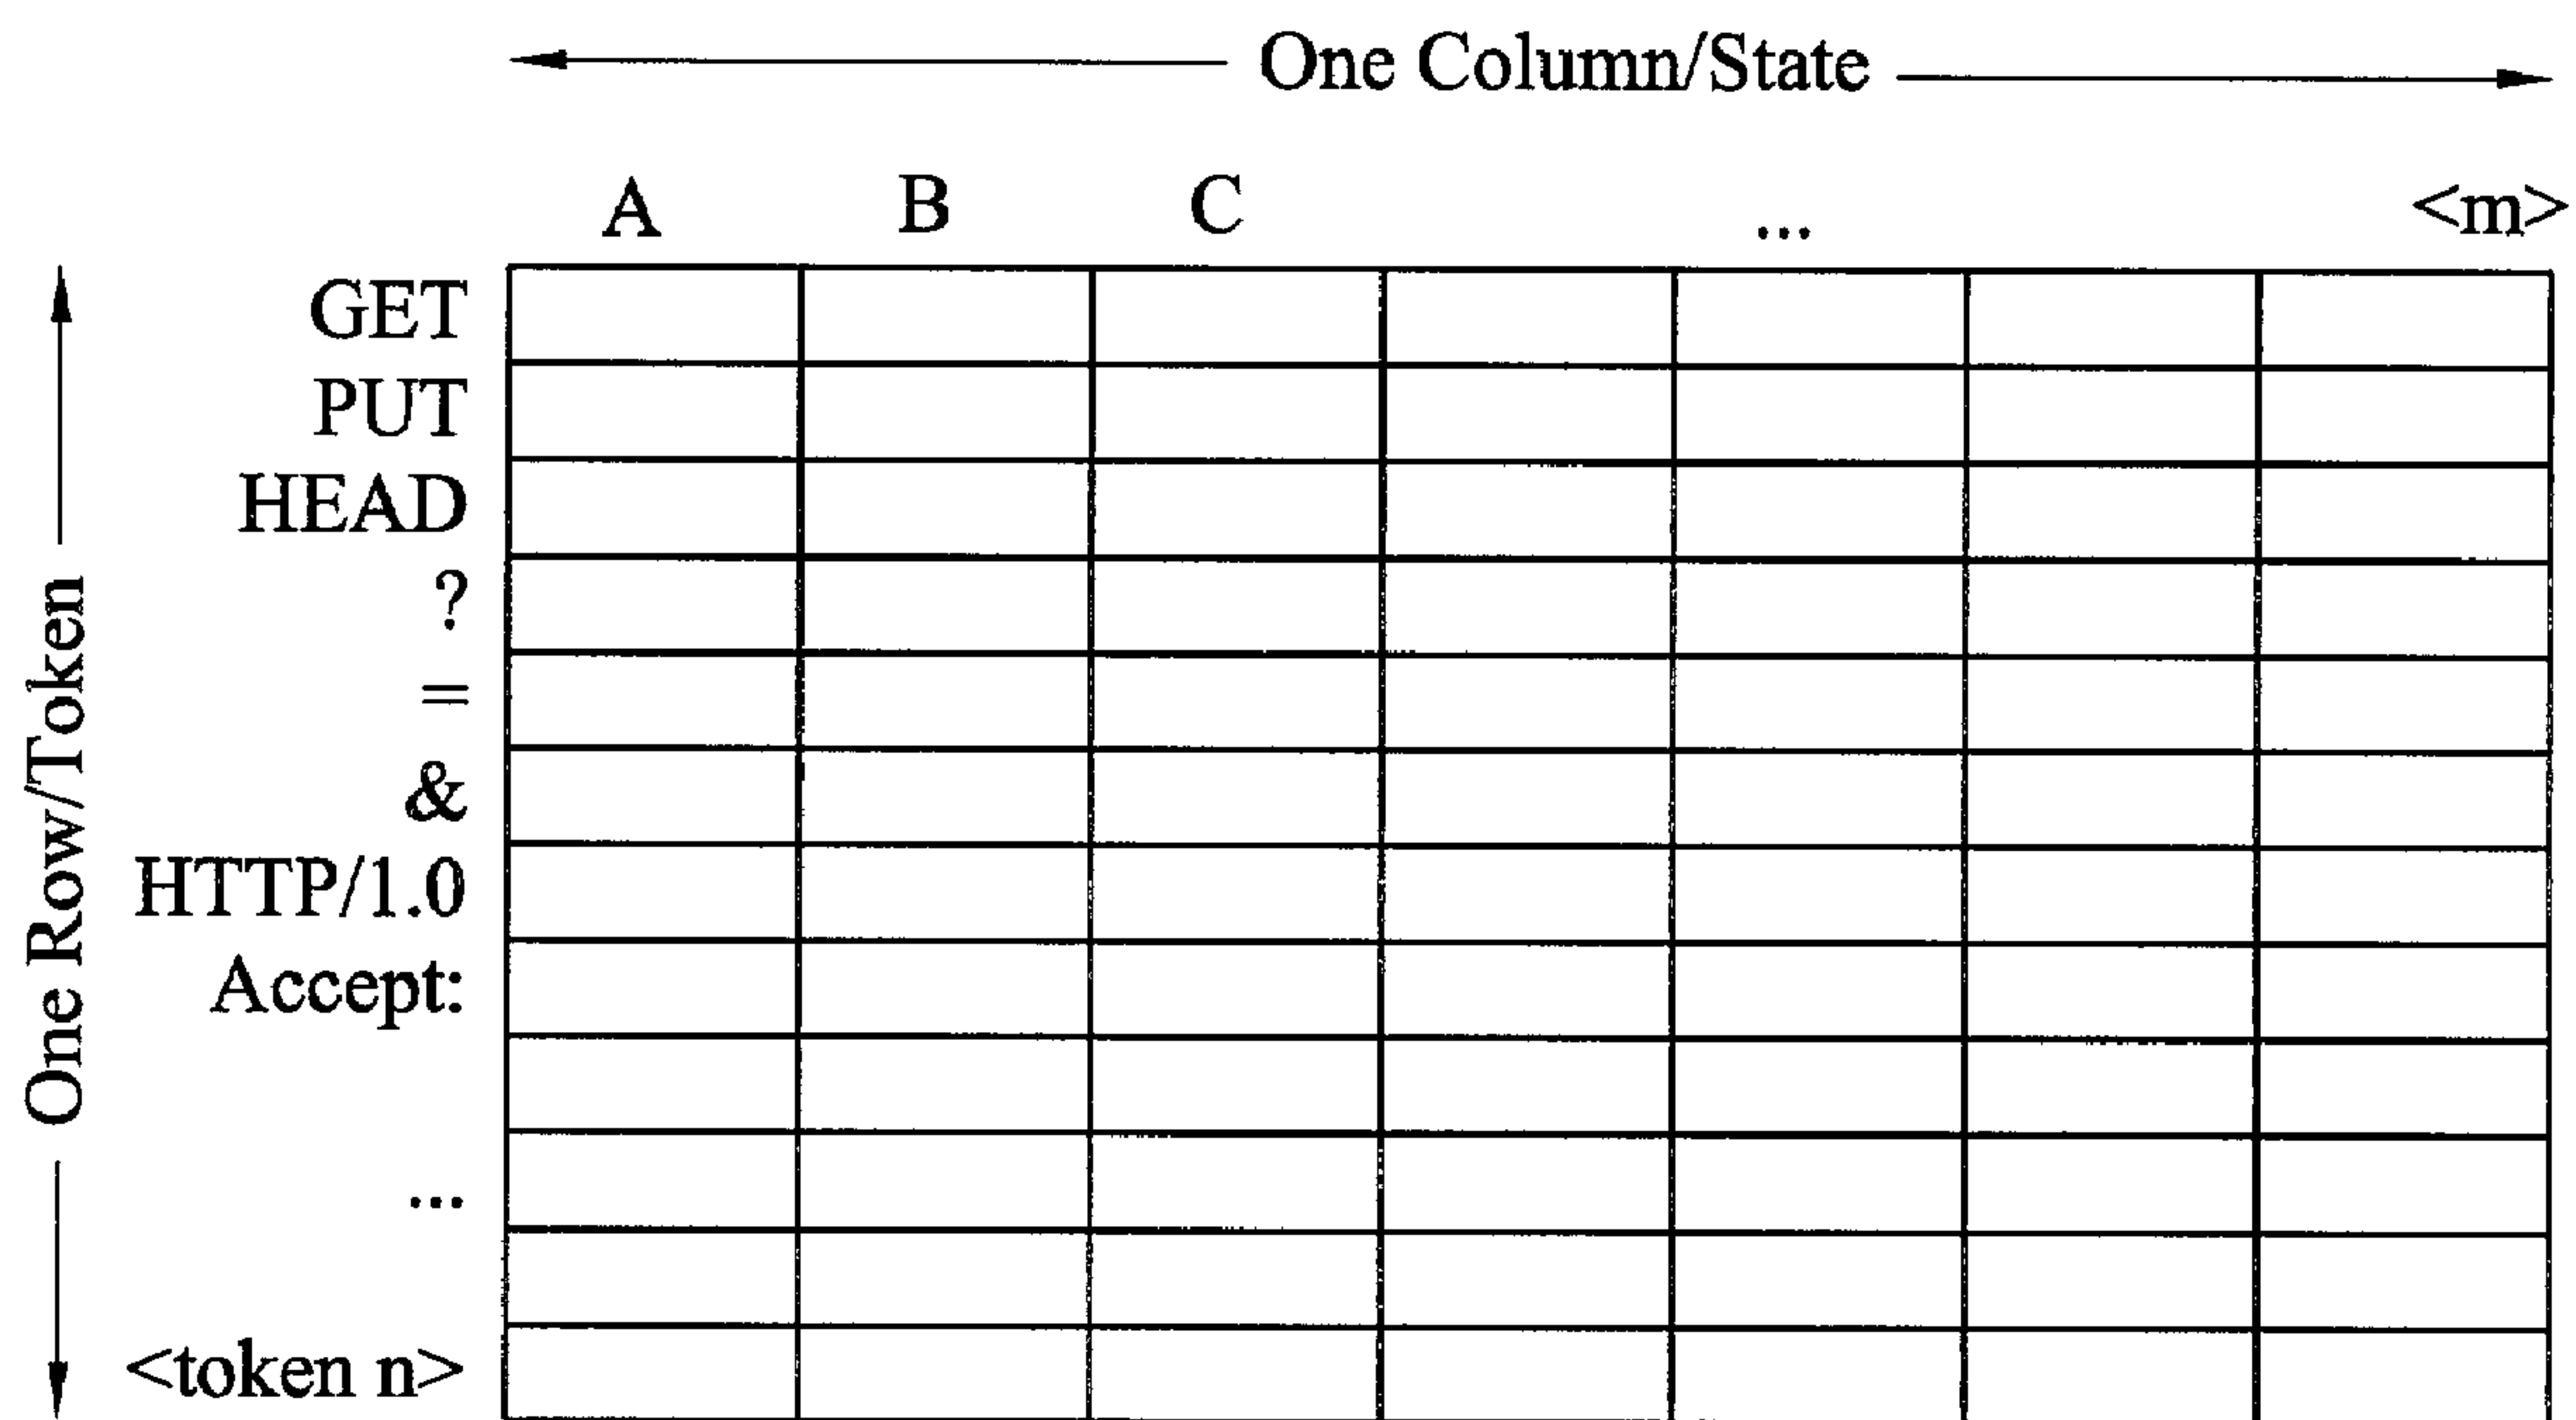 One Column/State
A B C ... <m>
One Row/Token
GET
PUT
HEAD
?
=
&
HTTP/1.0
Accept:
...
<token n>